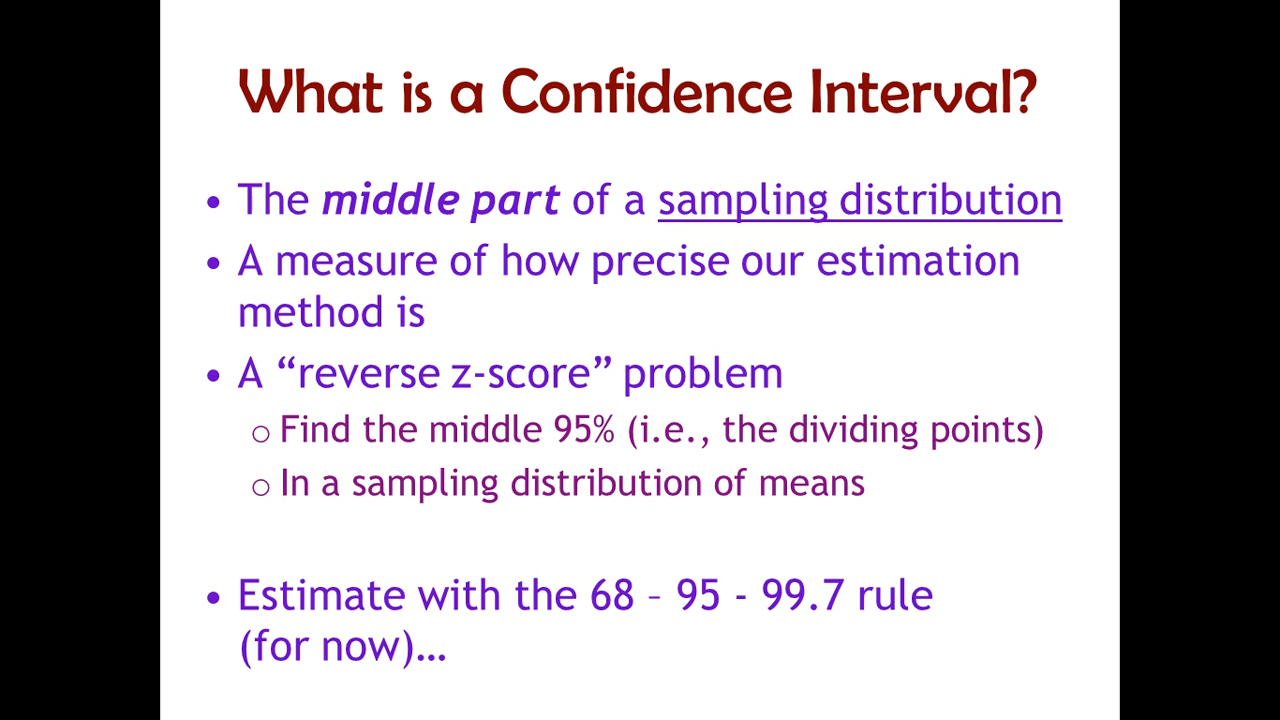 What is a Confidence Interval?
• The middle part of a sampling distribution
• A measure of how precise our estimation
method is
• A “reverse z-score” problem
o Find the middle 95% (i.e., the dividing points)
o In a sampling distribution of means
• Estimate with the 68 – 95 - 99.7 rule
(for now)…